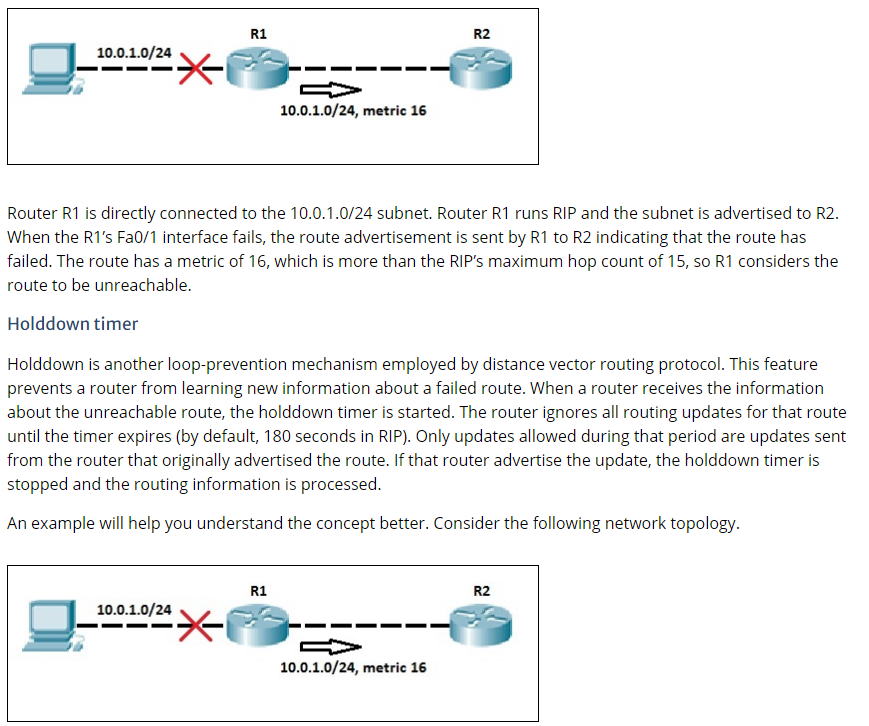 R1
R2
10.0.1.0/24
10.0.1.0/24, metric 16
Router R1 is directly connected to the 10.0.1.0/24 subnet. Router R1 runs RIP and the subnet is advertised to R2.
When the R1’s Fa0/1 interface fails, the route advertisement is sent by R1 to R2 indicating that the route has
failed. The route has a metric of 16, which is more than the RIP’s maximum hop count of 15, so R1 considers the
route to be unreachable.
Holddown timer
Holddown is another loop-prevention mechanism employed by distance vector routing protocol. This feature
prevents a router from learning new information about a failed route. When a router receives the information
about the unreachable route, the holddown timer is started. The router ignores all routing updates for that route
until the timer expires (by default, 180 seconds in RIP). Only updates allowed during that period are updates sent
from the router that originally advertised the route. If that router advertise the update, the holddown timer is
stopped and the routing information is processed.
An example will help you understand the concept better. Consider the following network topology.
R1
R2
10.0.1.0/24
10.0.1.0/24, metric 16